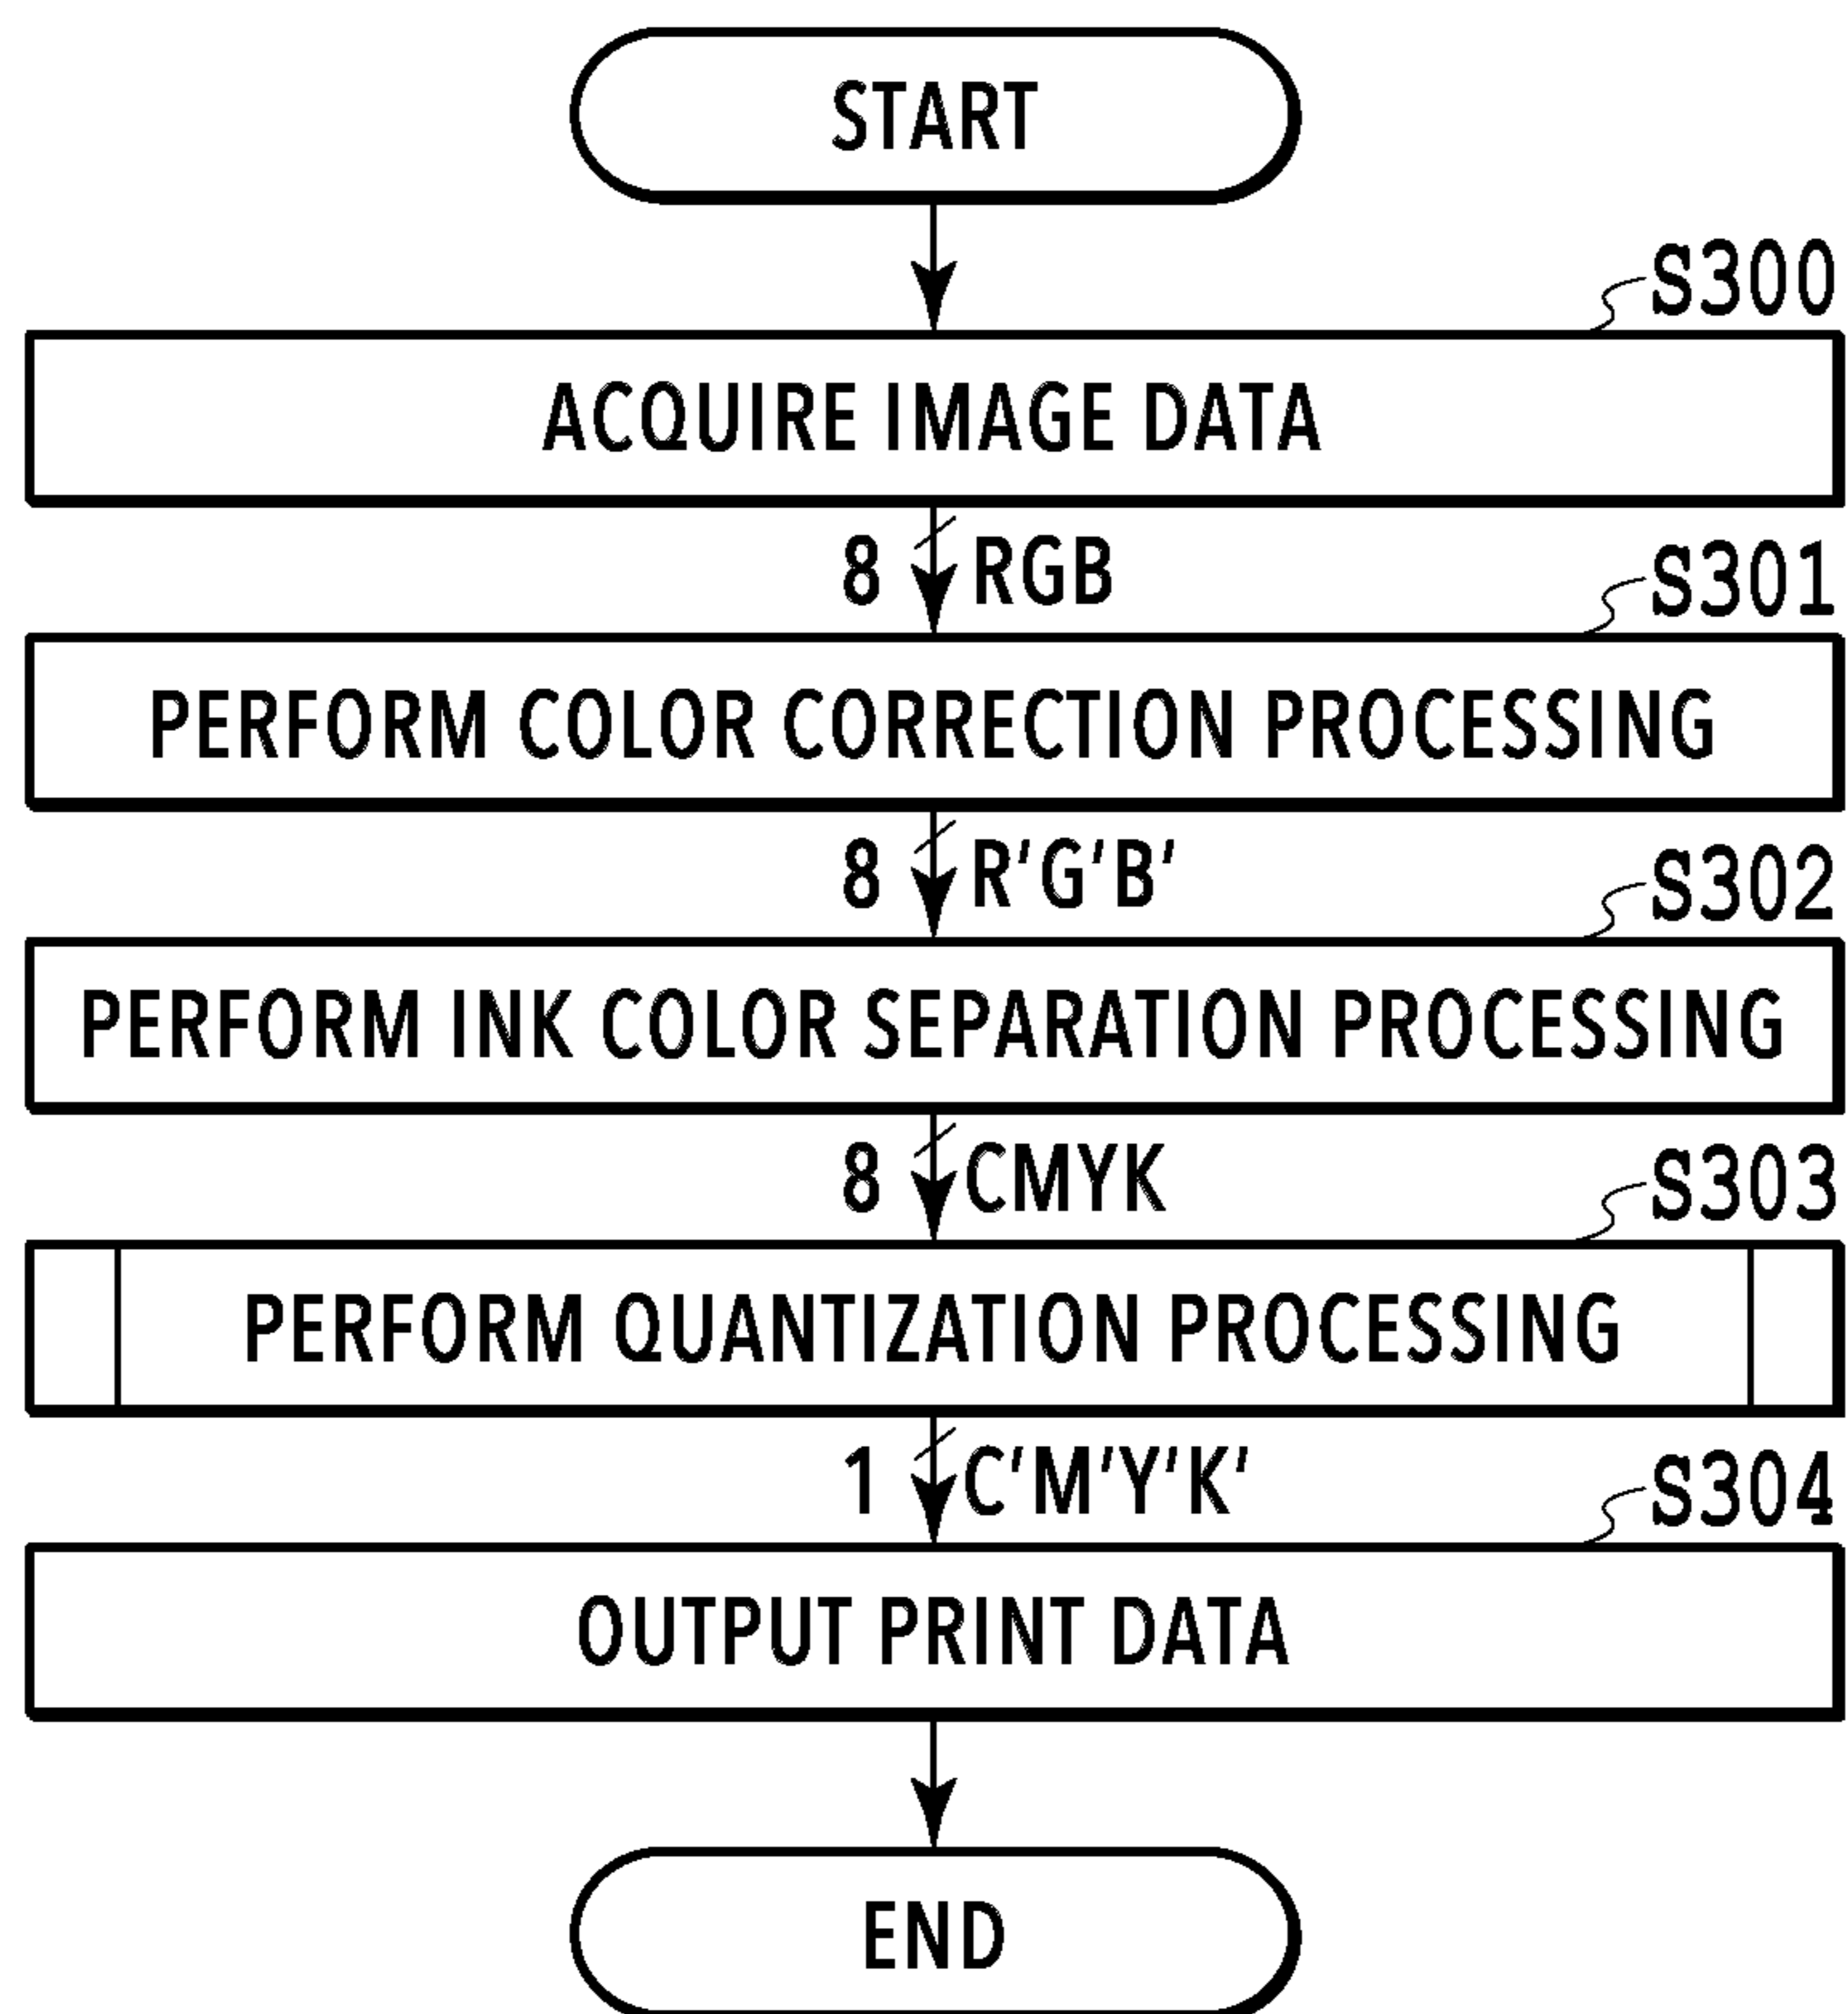 START
S300
ACQUIRE IMAGE DATA
8 RGB
S301
PERFORM COLOR CORRECTION PROCESSING
8 R'G'B'
S302
PERFORM INK COLOR SEPARATION PROCESSING
8 CMYK
S303
PERFORM QUANTIZATION PROCESSING
1 C'M'Y'K'
S304
OUTPUT PRINT DATA
END